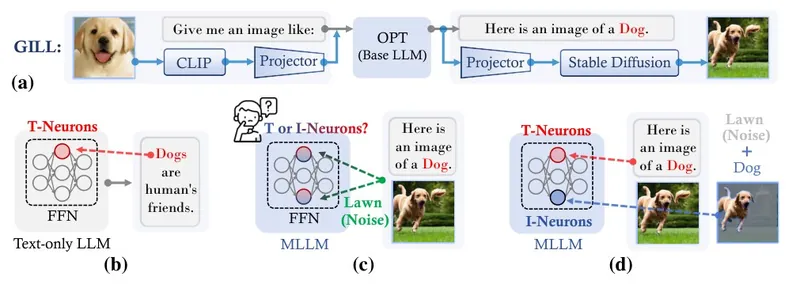 GILL:
Give me an image like:
CLIP
Projector
OPT
(Base LLM)
Here is an image of a Dog.
Projector
Stable Diffusion
(a)
T-Neurons
FFN
Text-only LLM
Dogs
are
human's
friends.
(b)
?
T or I-Neurons?
FFN
MLLM
Here is
an image
of a Dog.
Lawn
(Noise)
(c)
T-Neurons
I-Neurons
MLLM
Here is
an image
of a Dog.
Lawn
(Noise)
+
Dog
(d)